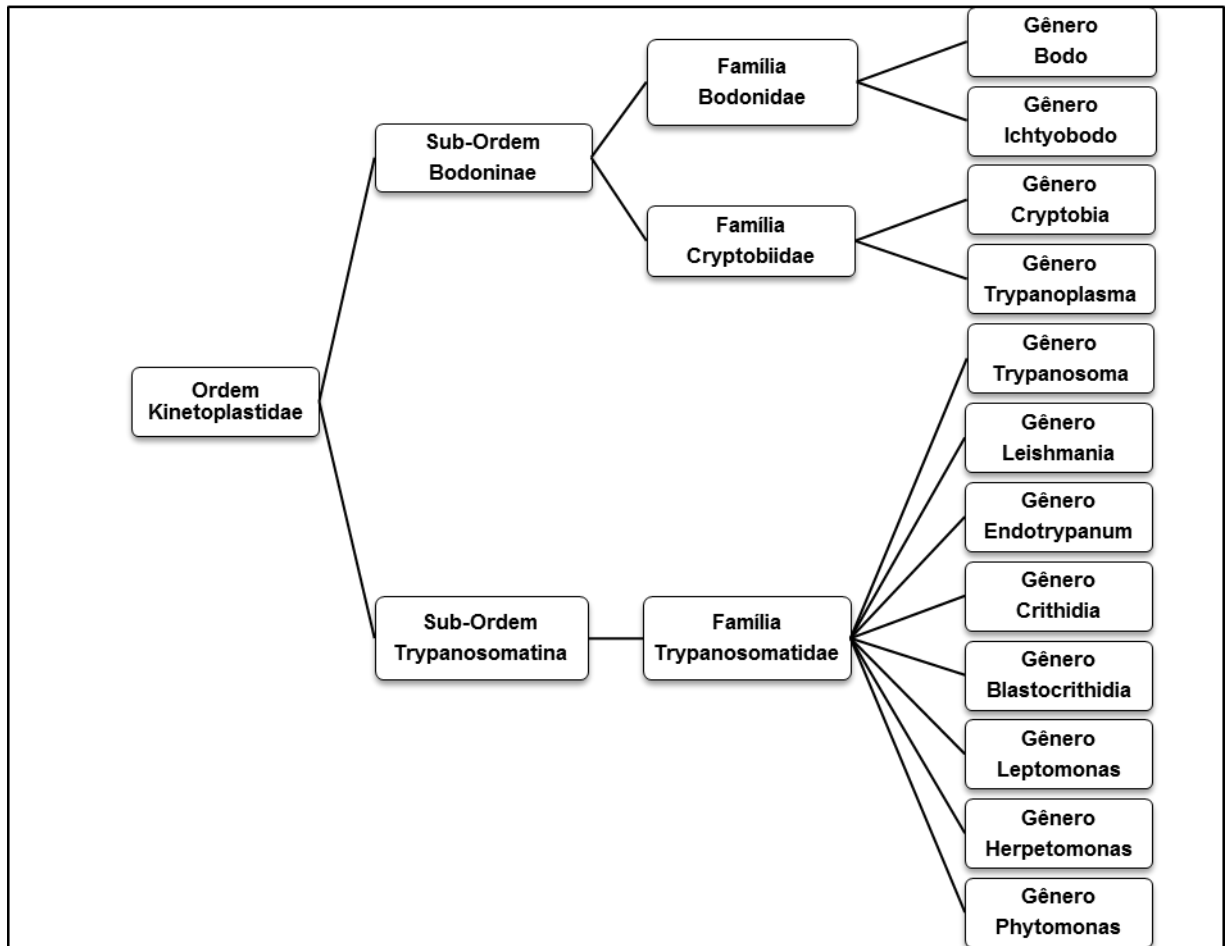 Ordem
Kinetoplastidae
Sub-Ordem
Bodoninae
Família
Bodonidae
Gênero
Bodo
Gênero
Ichtyobodo
Família
Cryptobiidae
Gênero
Cryptobia
Gênero
Trypanoplasma
Sub-Ordem
Trypanosomatina
Família
Trypanosomatidae
Gênero
Trypanosoma
Gênero
Leishmania
Gênero
Endotrypanum
Gênero
Crithidia
Gênero
Blastocrithidia
Gênero
Leptomonas
Gênero
Herpetomonas
Gênero
Phytomonas